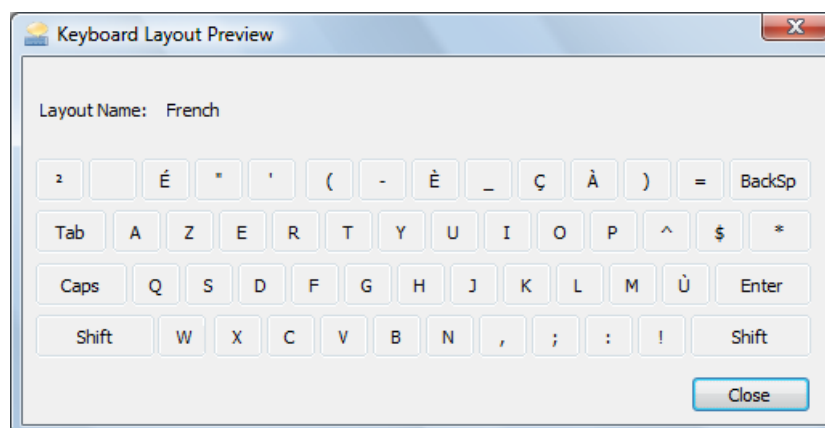 Keyboard Layout Preview
X
Layout Name: French
² É " ' ( - È _ Ç À ) = BackSp
Tab A Z E R T Y U I O P ^ $ *
Caps Q S D F G H J K L M Ù Enter
Shift W X C V B N , ; : ! Shift
Close